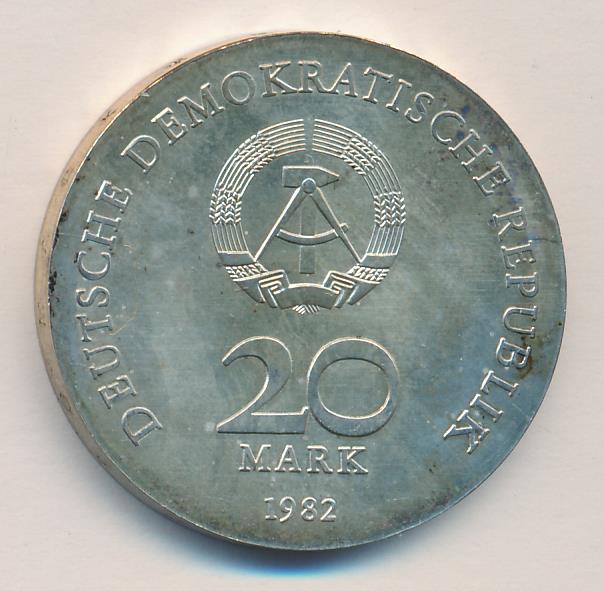 DEUTSCHE DEMOKRATISCHE REPUBLIK
20
MARK
1982